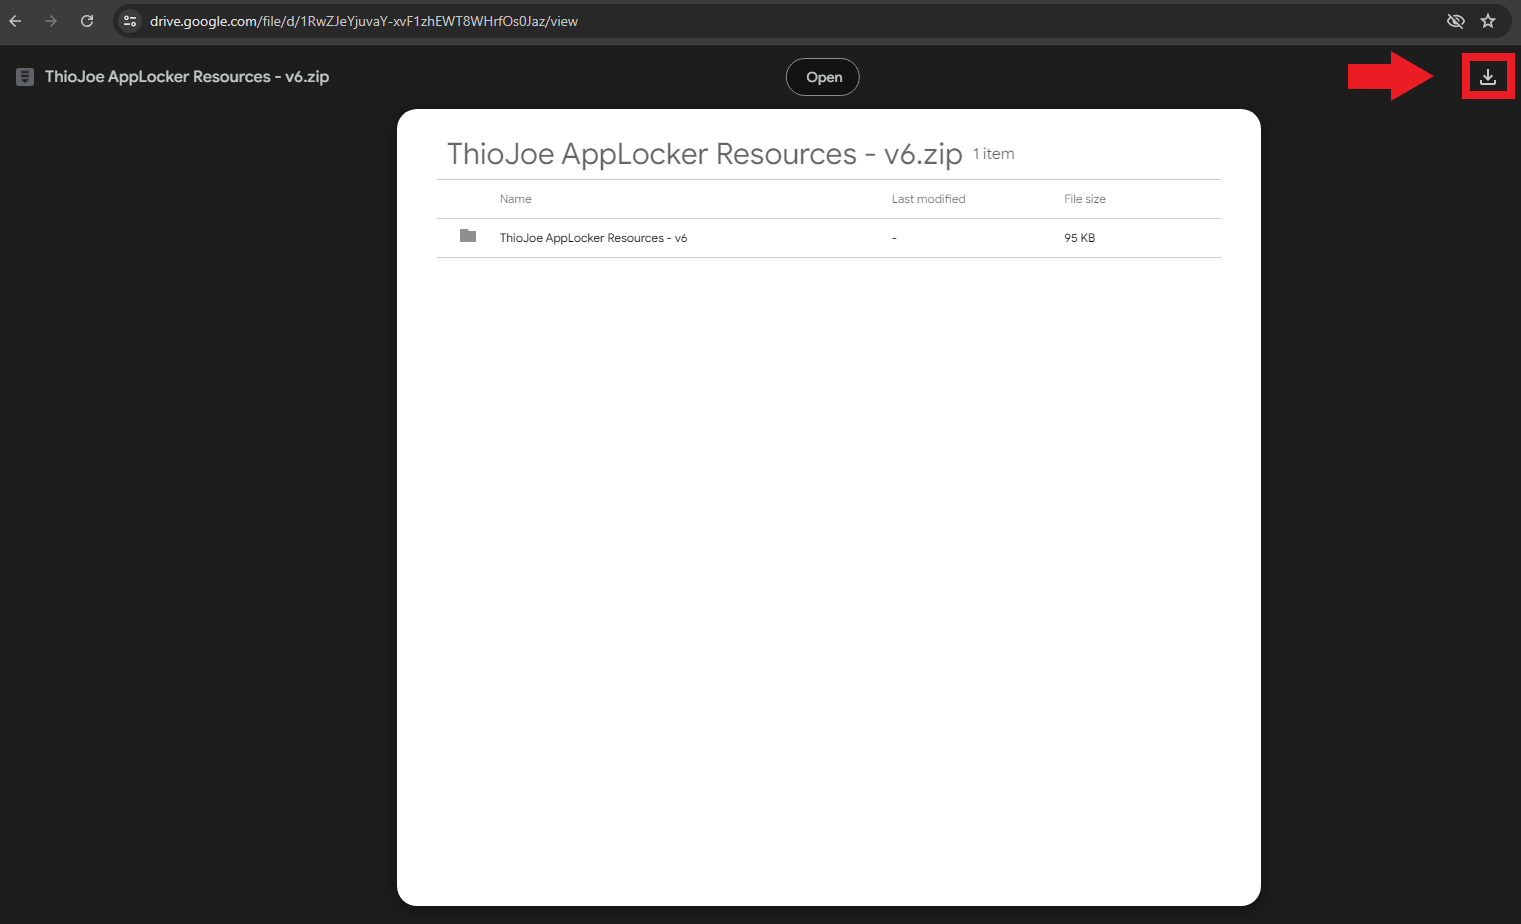 drive.google.com/file/d/1RwZJeYjuvaY-xvF1zhEWT8WHrfOs0Jaz/view
ThioJoe AppLocker Resources - v6.zip
Open
ThioJoe AppLocker Resources - v6.zip 1 item
Name Last modified File size
ThioJoe AppLocker Resources - v6 - 95 KB